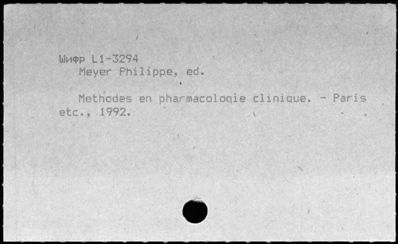 Шифр L1-3294
Meyer Philippe, ed.
Methodes en pharmacologie clinique. - Paris
etc., 1992.